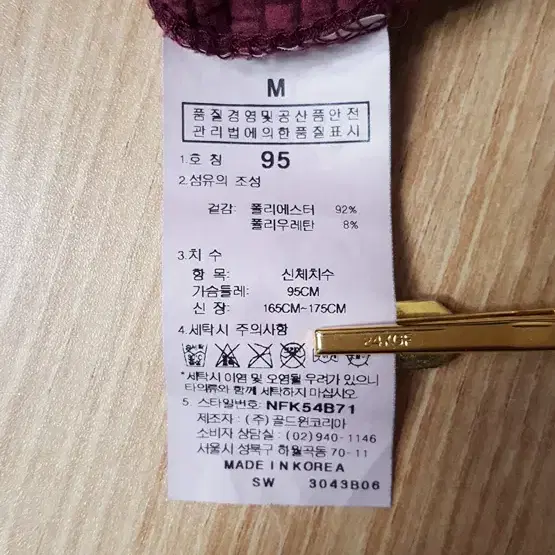 M
품질경영및공산품안전
관리법에의한품질표시
1.호 칭 95
2.섬유의 조성
겉감: 폴리에스터 92%
폴리우레탄 8%
3.치 수
항 목: 신체치수
가슴둘레: 95CM
신 장: 165CM~175CM
4.세탁시 주의사항
*세탁시 이염 및 오염될 우려가 있으니
타의류와 함께 세탁하지 마십시오.
5. 스타일번호: NFK54B71
제조자 : (주) 골드윈코리아
소비자 상담실 : (02) 940-1146
서울시 성북구 하월곡동 70-11
MADE IN KOREA
SW 3043B06
24KGP